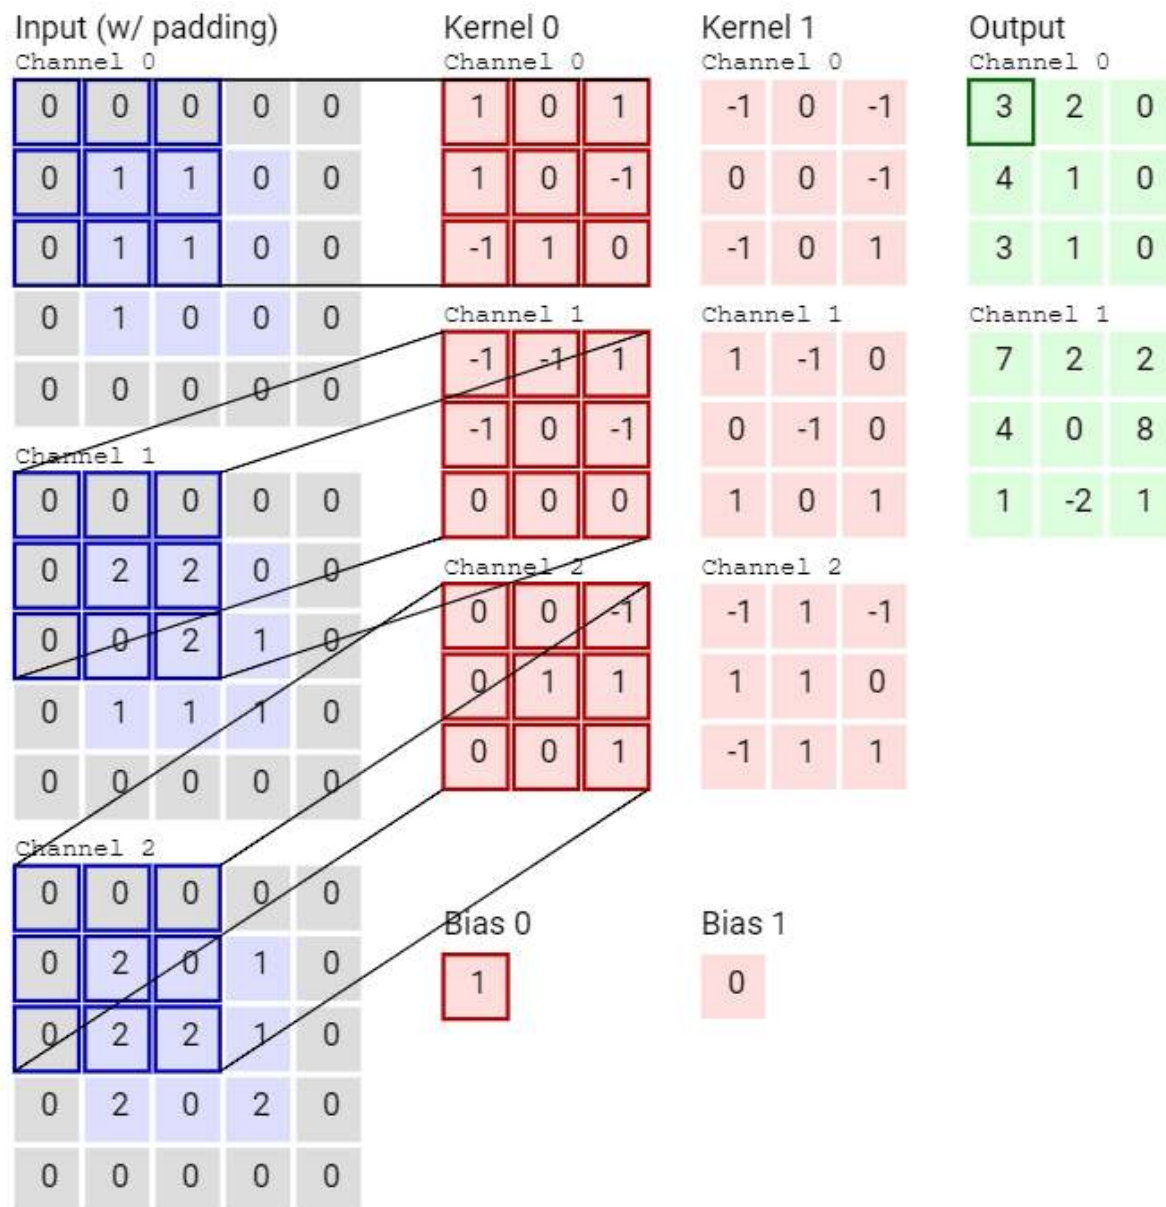 Input (w/ padding)
Channel 0
0 0 0 0 0
0 1 1 0 0
0 1 1 0 0
0 1 0 0 0
0 0 0 0 0
Channel 1
0 0 0 0 0
0 2 2 0 0
0 0 2 1 0
0 1 1 1 0
0 0 0 0 0
Channel 2
0 0 0 0 0
0 2 0 1 0
0 2 2 1 0
0 2 0 2 0
0 0 0 0 0
Kernel 0
Channel 0
1 0 1
1 0 -1
-1 1 0
Channel 1
-1 -1 1
-1 0 -1
0 0 0
Channel 2
0 0 -1
0 1 1
0 0 1
Bias 0
1
Kernel 1
Channel 0
-1 0 -1
0 0 -1
-1 0 1
Channel 1
1 -1 0
0 -1 0
1 0 1
Channel 2
-1 1 -1
1 1 0
-1 1 1
Bias 1
0
Output
Channel 0
3 2 0
4 1 0
3 1 0
Channel 1
7 2 2
4 0 8
1 -2 1